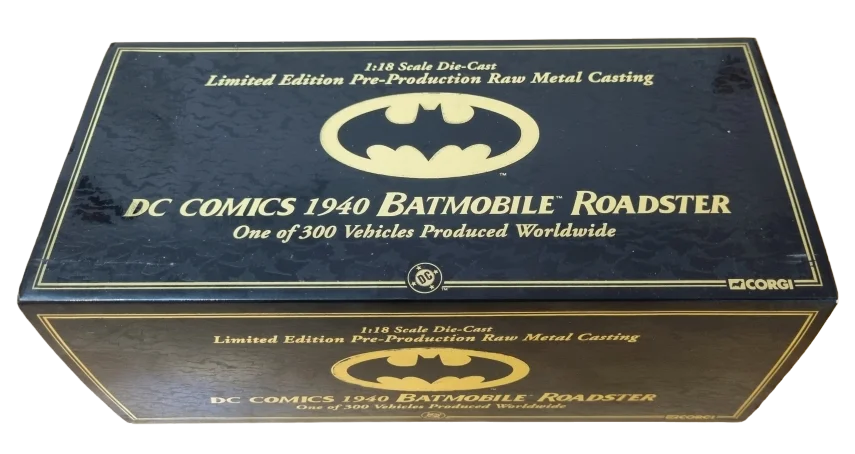 1:18 Scale Die-Cast
Limited Edition Pre-Production Raw Metal Casting
™
DC COMICS 1940 BATMOBILE™ ROADSTER
One of 300 Vehicles Produced Worldwide
DC ™
CORGI
1:18 Scale Die-Cast
Limited Edition Pre-Production Raw Metal Casting
DC COMICS 1940 BATMOBILE™ ROADSTER
One of 300 Vehicles Produced Worldwide
CORGI